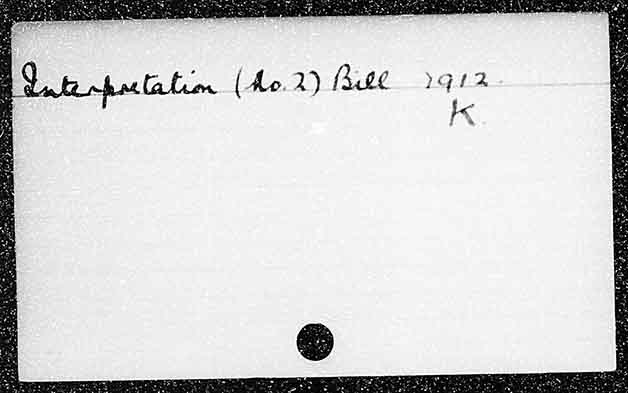 Interpretation (No. 2) Bill 1912.
K.